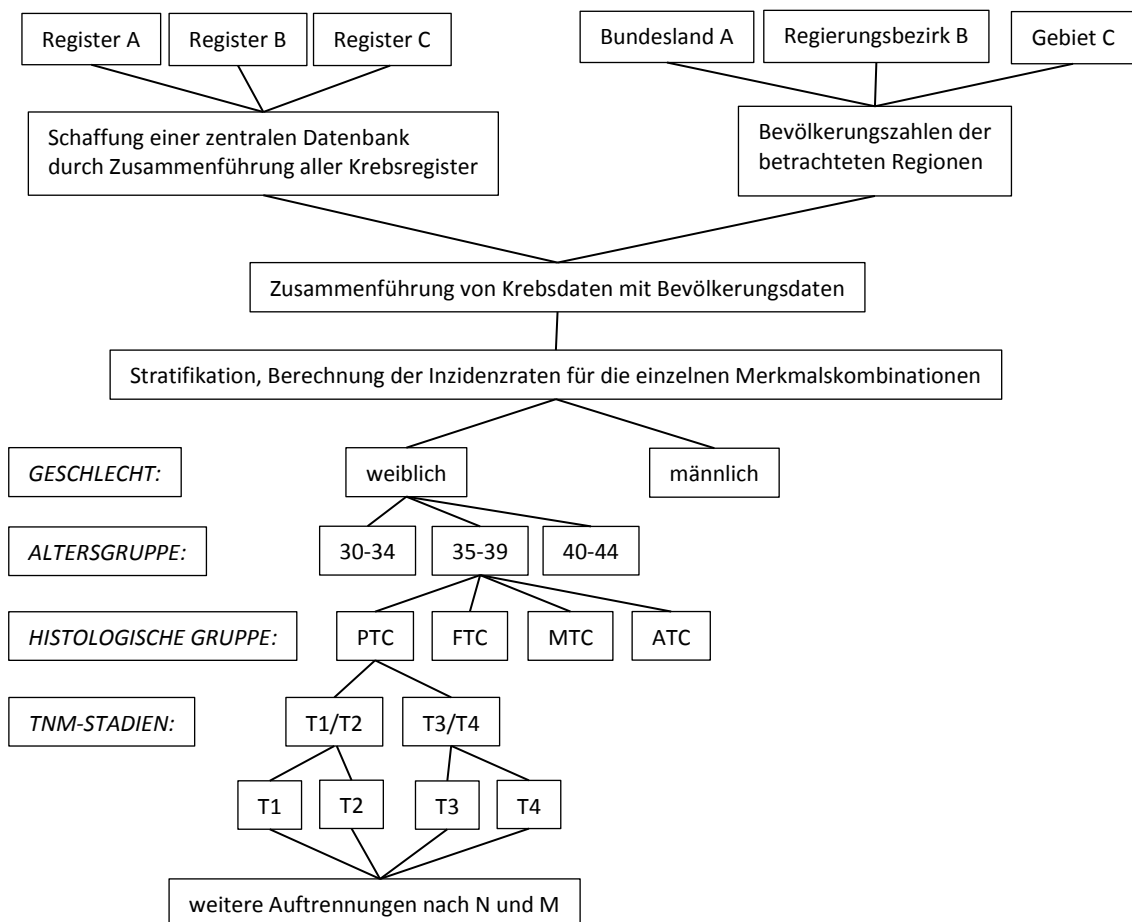 Register A Register B Register C Bundesland A Regierungsbezirk B Gebiet C
Schaffung einer zentralen Datenbank
durch Zusammenführung aller Krebsregister
Bevölkerungszahlen der
betrachteten Regionen
Zusammenführung von Krebsdaten mit Bevölkerungsdaten
Stratifikation, Berechnung der Inzidenzraten für die einzelnen Merkmalskombinationen
GESCHLECHT: weiblich männlich
ALTERSGRUPPE: 30-34 35-39 40-44
HISTOLOGISCHE GRUPPE: PTC FTC MTC ATC
TNM-STADIEN: T1/T2 T3/T4
T1 T2 T3 T4
weitere Auftrennungen nach N und M